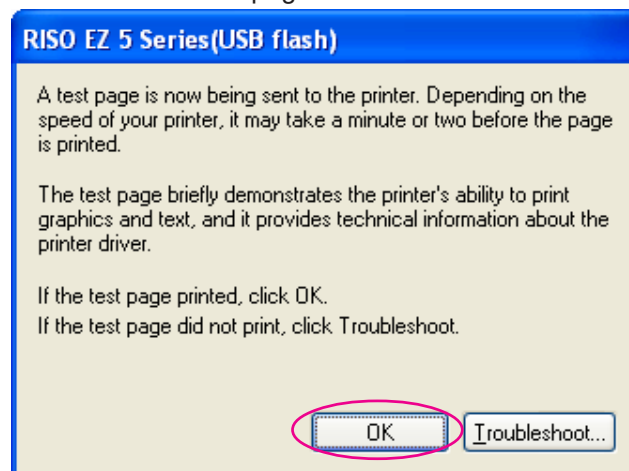 RISO EZ 5 Series(USB flash)
A test page is now being sent to the printer. Depending on the
speed of your printer, it may take a minute or two before the page
is printed.
The test page briefly demonstrates the printer's ability to print
graphics and text, and it provides technical information about the
printer driver.
If the test page printed, click OK.
If the test page did not print, click Troubleshoot.
OK Troubleshoot...